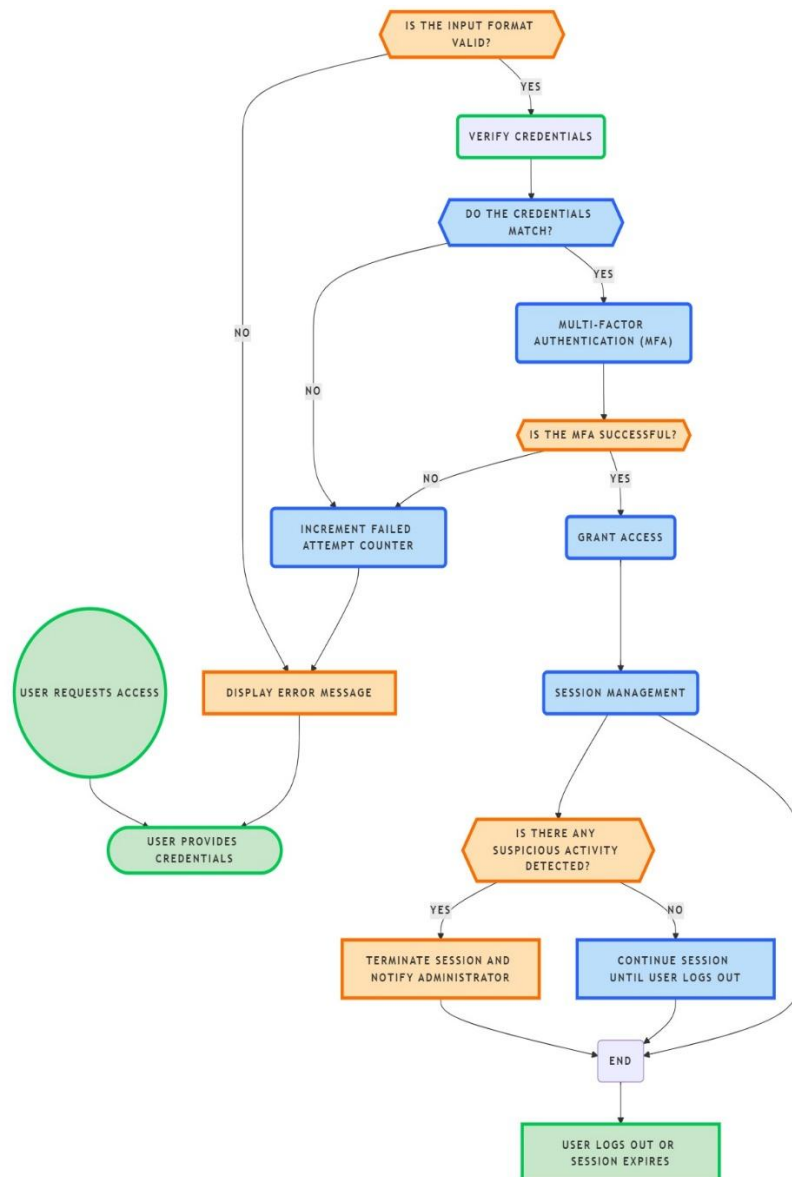 IS THE INPUT FORMAT
VALID?
YES
VERIFY CREDENTIALS
DO THE CREDENTIALS
MATCH?
YES
NO
MULTI-FACTOR
AUTHENTICATION (MFA)
NO
IS THE MFA SUCCESSFUL?
NO
YES
INCREMENT FAILED
ATTEMPT COUNTER
GRANT ACCESS
USER REQUESTS ACCESS
DISPLAY ERROR MESSAGE
SESSION MANAGEMENT
USER PROVIDES
CREDENTIALS
IS THERE ANY
SUSPICIOUS ACTIVITY
DETECTED?
YES
NO
TERMINATE SESSION AND
NOTIFY ADMINISTRATOR
CONTINUE SESSION
UNTIL USER LOGS OUT
END
USER LOGS OUT OR
SESSION EXPIRES